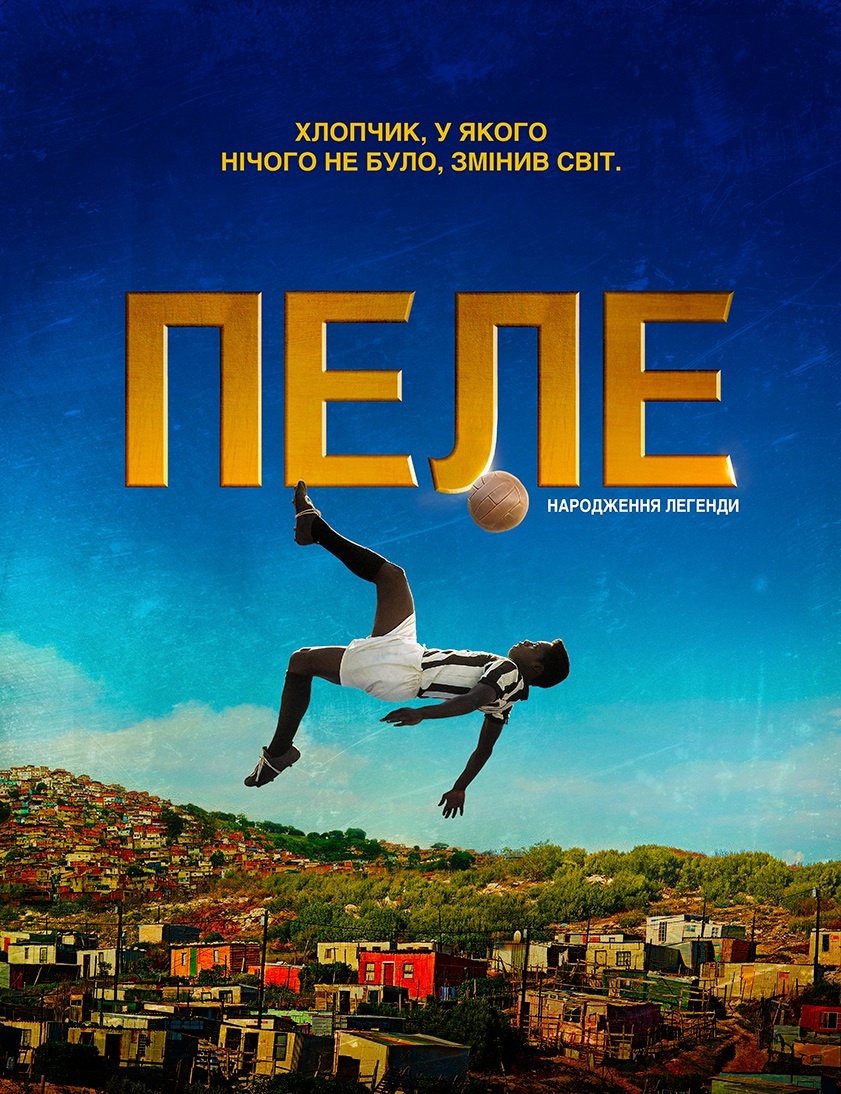 ХЛОПЧИК, У ЯКОГО
НІЧОГО НЕ БУЛО, ЗМІНИВ СВІТ.
ПЕЛЕ
НАРОДЖЕННЯ ЛЕГЕНДИ